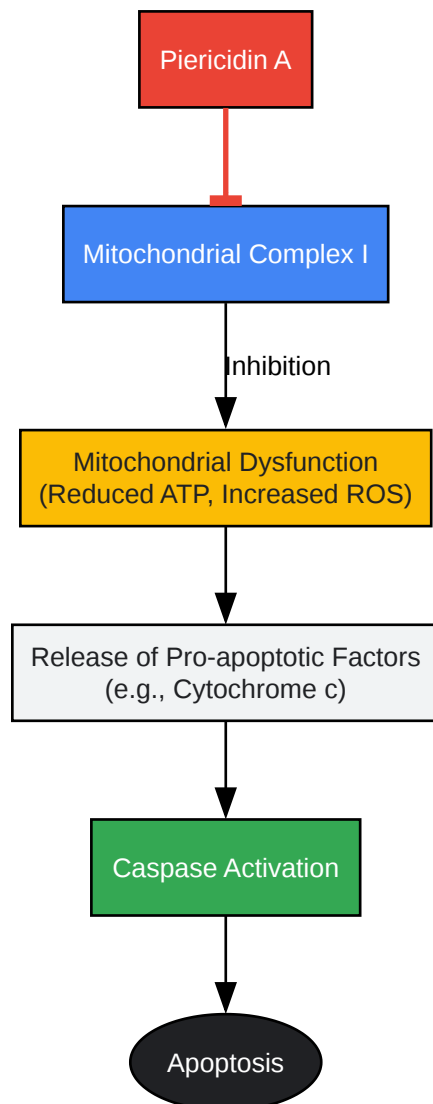 Piericidin A
Mitochondrial Complex I
Inhibition
Mitochondrial Dysfunction
(Reduced ATP, Increased ROS)
Release of Pro-apoptotic Factors
(e.g., Cytochrome c)
Caspase Activation
Apoptosis